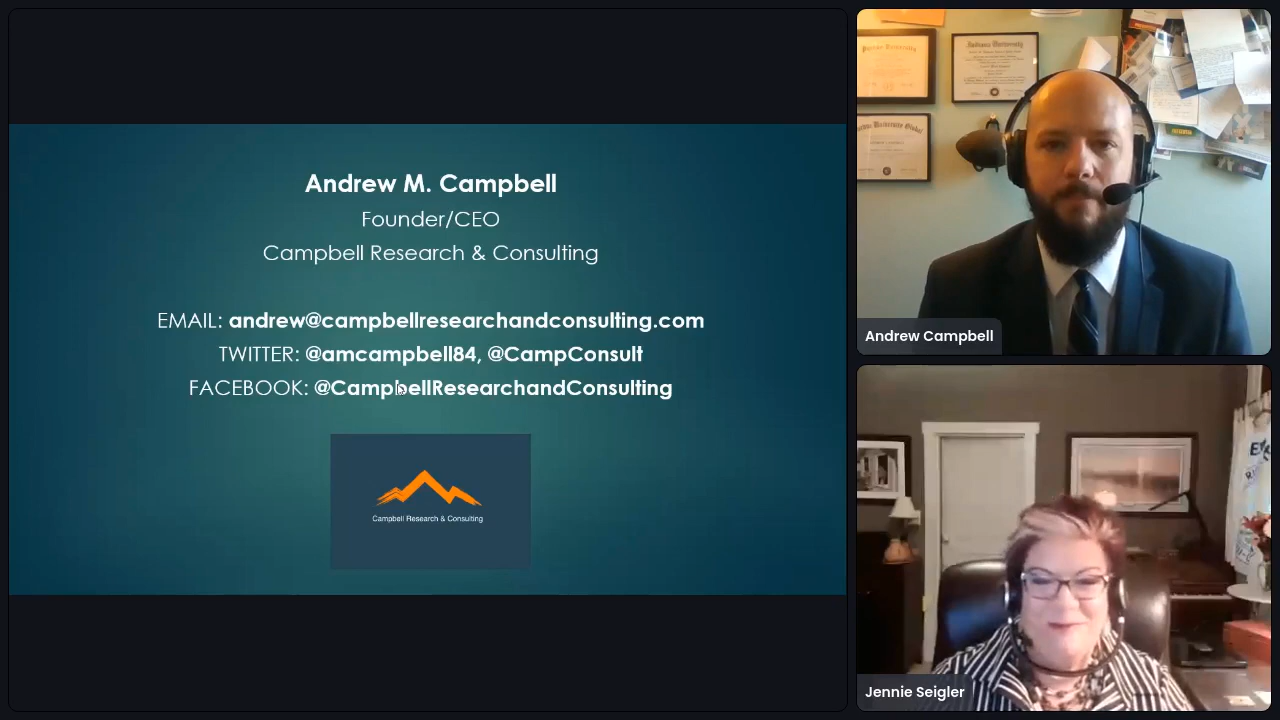 Andrew M. Campbell
Founder/CEO
Campbell Research & Consulting
EMAIL: andrew@campbellresearchandconsulting.com
TWITTER: @amcampbell84, @CampConsult
FACEBOOK: @CampbellResearchandConsulting
Campbell Research & Consulting
Andrew Campbell
Jennie Seigler